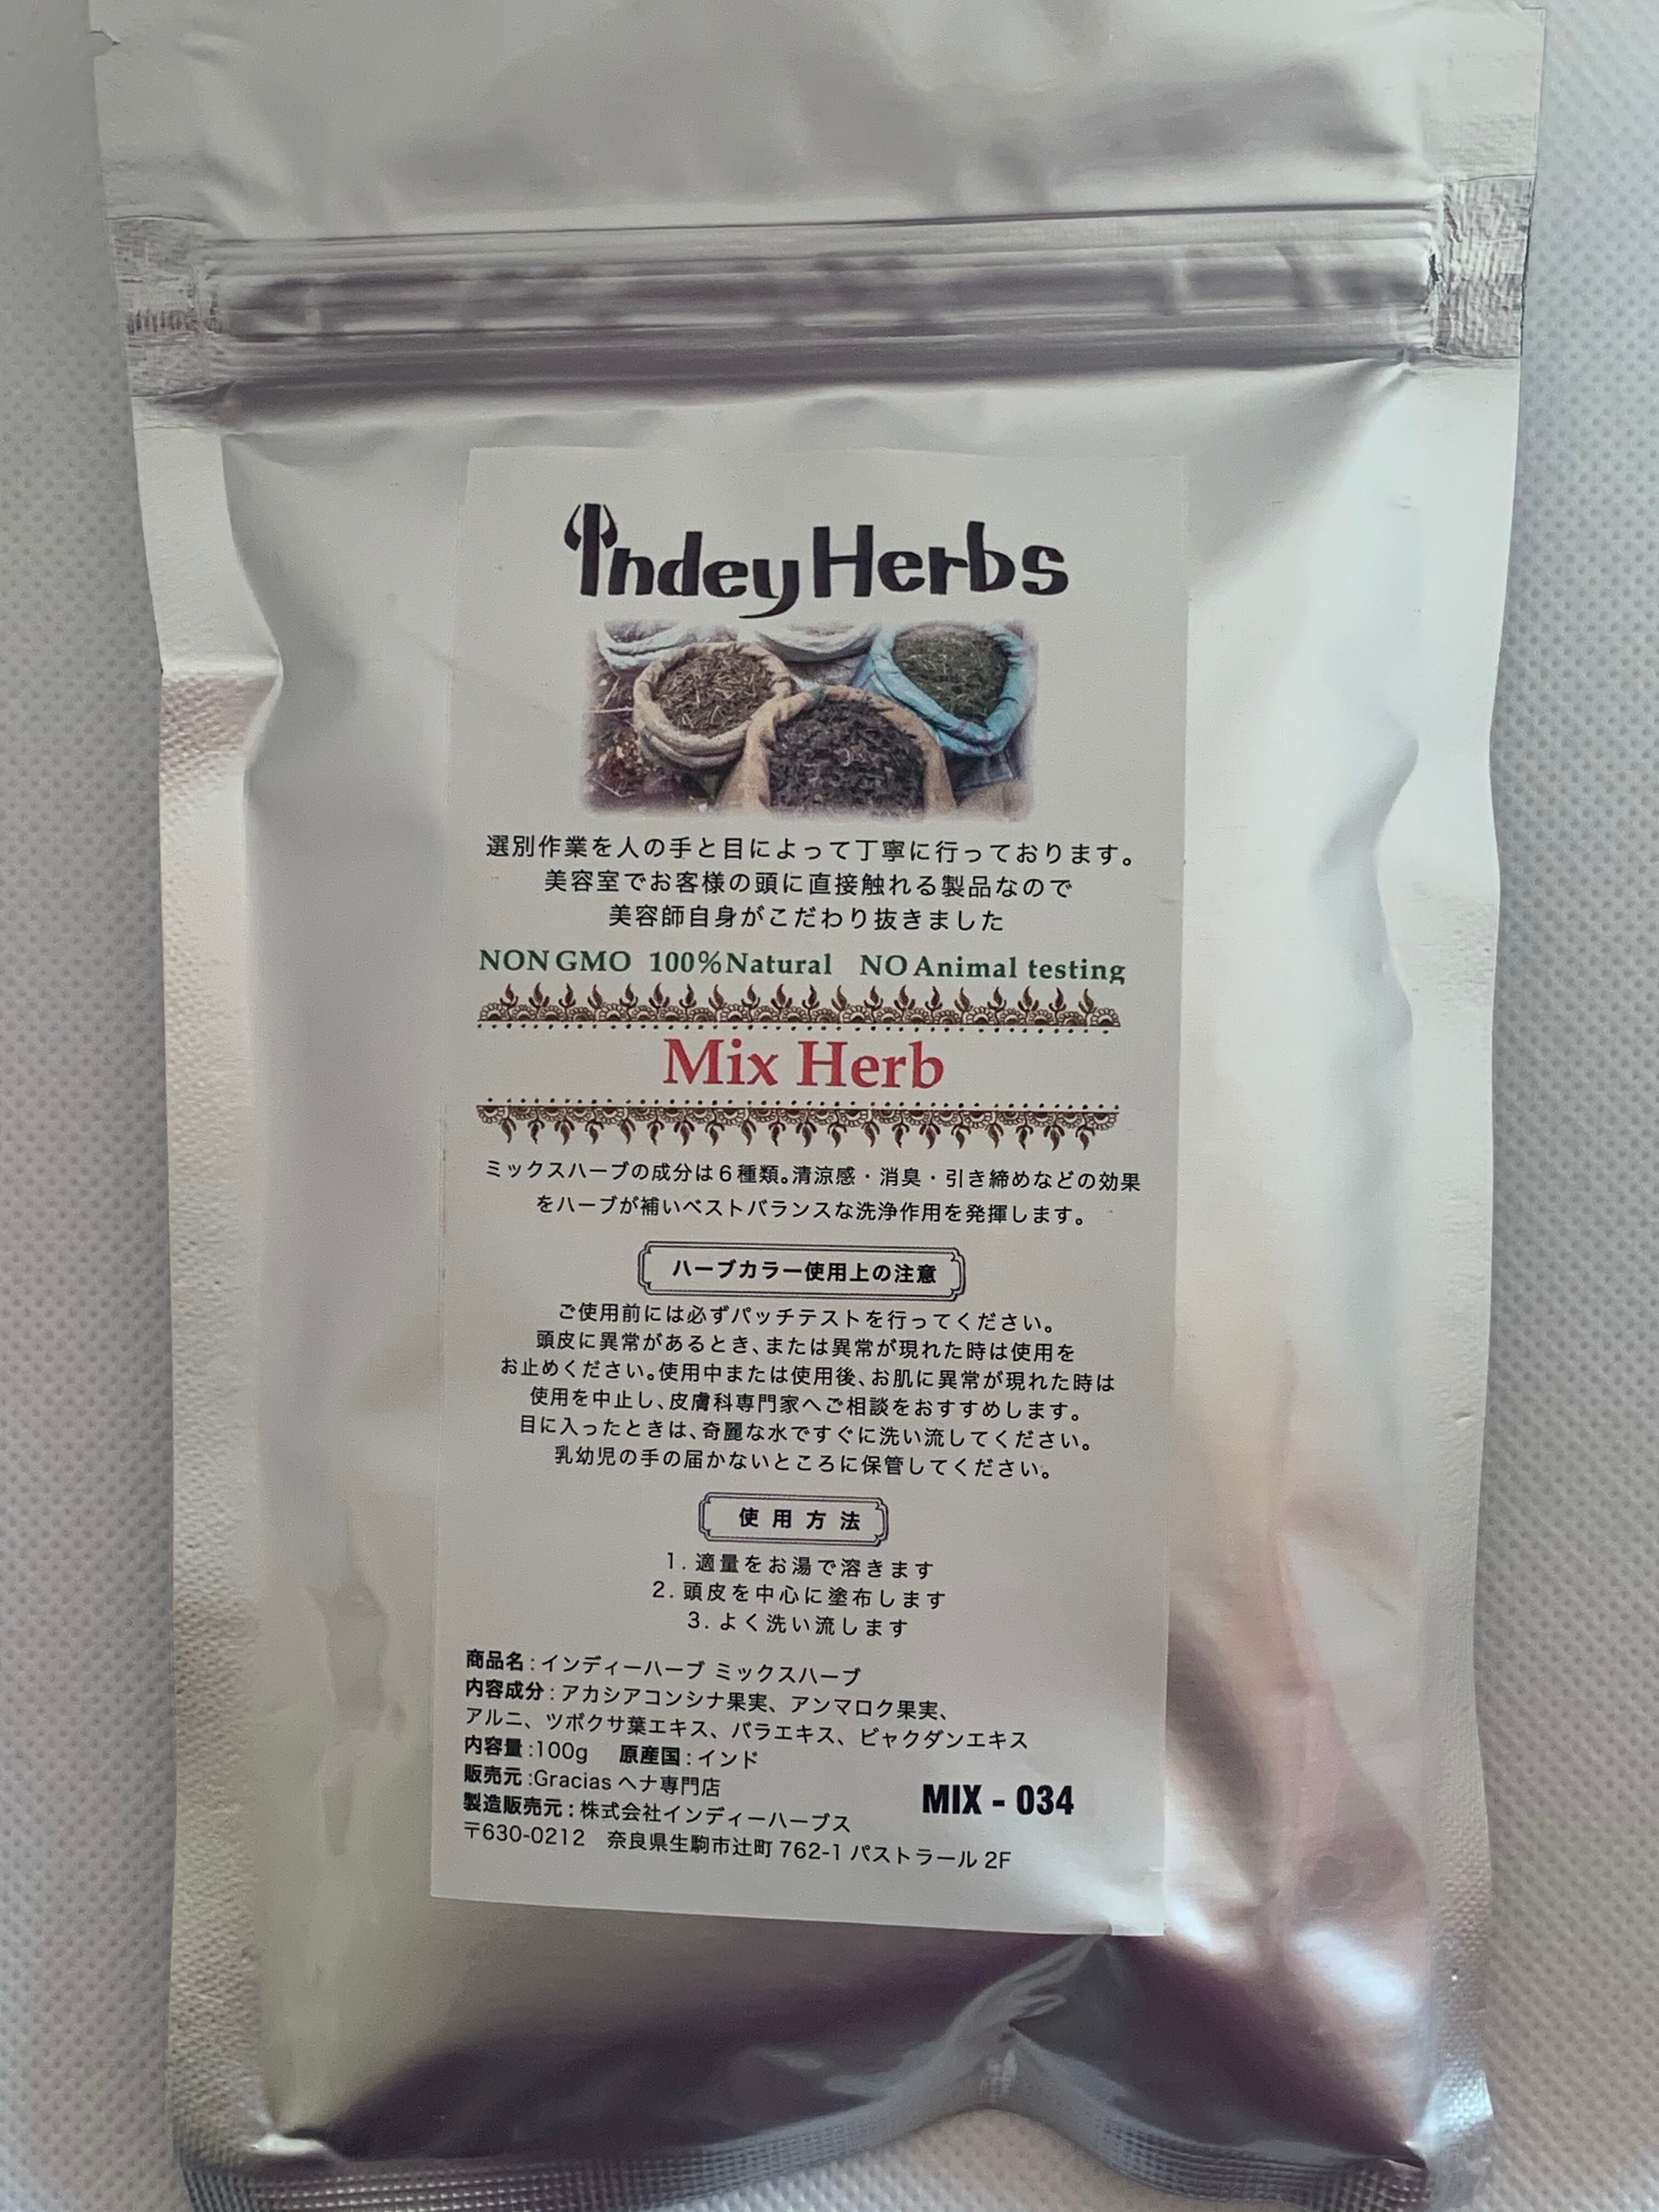 Indey Herbs
選別作業を人の手と目によって丁寧に行っております。
美容室でお客様の頭に直接触れる製品なので
美容師自身がこだわり抜きました
NON GMO 100%Natural NO Animal testing
Mix Herb
ミックスハーブの成分は6種類。清涼感・消臭・引き締めなどの効果
をハーブが補いベストバランスな洗浄作用を発揮します。
ハーブカラー使用上の注意
ご使用前には必ずパッチテストを行ってください。
頭皮に異常があるとき、または異常が現れた時は使用を
お止めください。使用中または使用後、お肌に異常が現れた時は
使用を中止し、皮膚科専門家へご相談をおすすめします。
目に入ったときは、奇麗な水ですぐに洗い流してください。
乳幼児の手の届かないところに保管してください。
使用方法
1. 適量をお湯で溶きます
2. 頭皮を中心に塗布します
3. よく洗い流します
商品名 : インディーハーブ ミックスハーブ
内容成分 : アカシアコンシナ果実、アンマロク果実、
アルニ、ツボクサ葉エキス、バラエキス、ビャクダンエキス
内容量 :100g 原産国 : インド
販売元 :Gracias ヘナ専門店
製造販売元 : 株式会社インディーハーブス
MIX - 034
〒630-0212 奈良県生駒市辻町 762-1 パストラール 2F